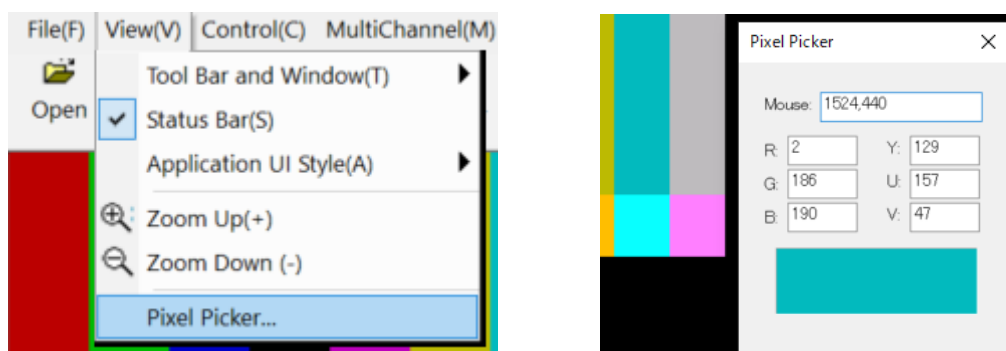 File(F) View(V) Control(C) MultiChannel(M)
Open
Tool Bar and Window(T)
Status Bar(S)
Application UI Style(A)
Zoom Up(+)
Zoom Down (-)
Pixel Picker...
Pixel Picker
Mouse: 1524,440
R: 2 Y: 129
G: 186 U: 157
B: 190 V: 47